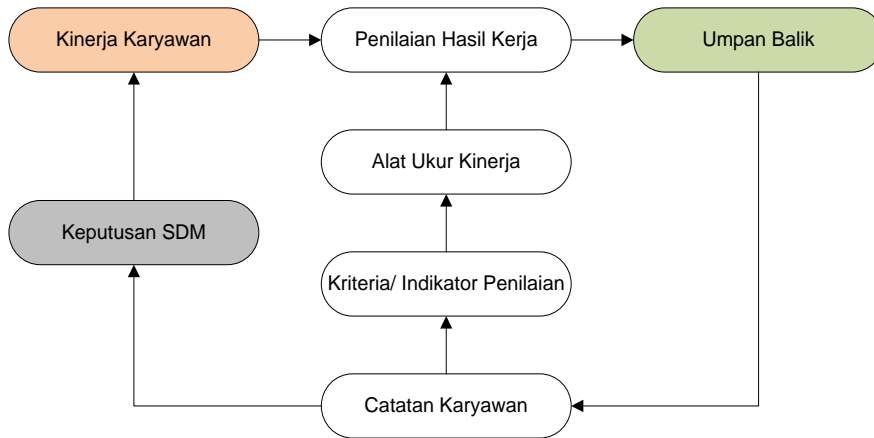 Kinerja Karyawan
Penilaian Hasil Kerja
Umpan Balik
Alat Ukur Kinerja
Keputusan SDM
Kriteria/ Indikator Penilaian
Catatan Karyawan